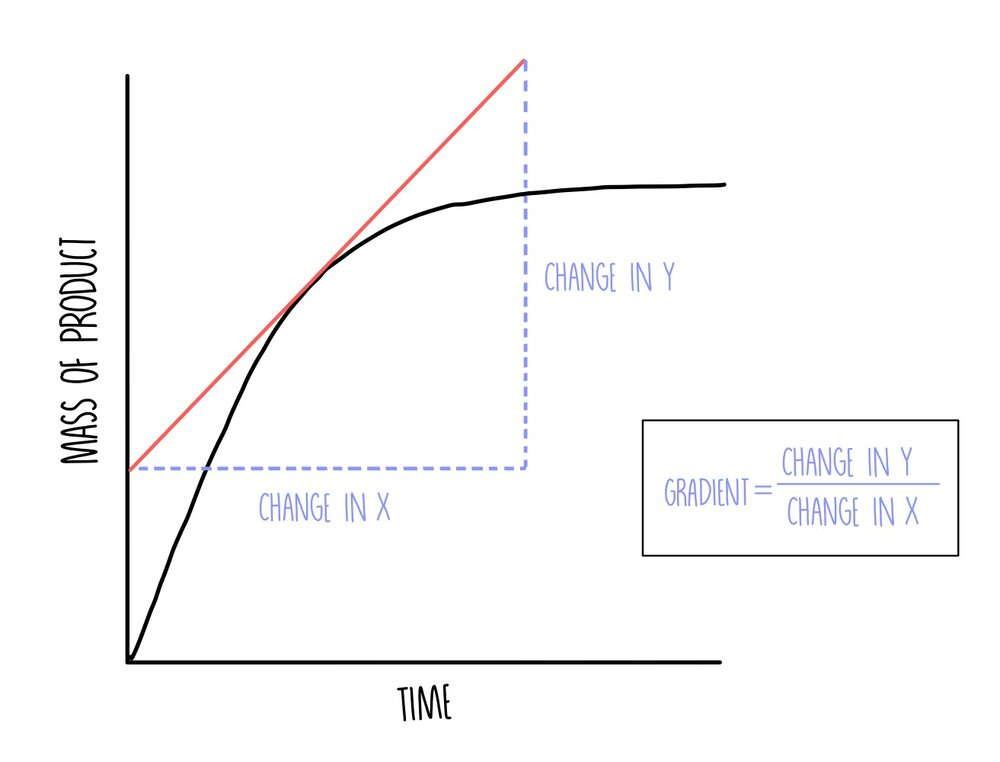 MASS OF PRODUCT
CHANGE IN Y
CHANGE IN X
GRADIENT = CHANGE IN Y
CHANGE IN X
TIME